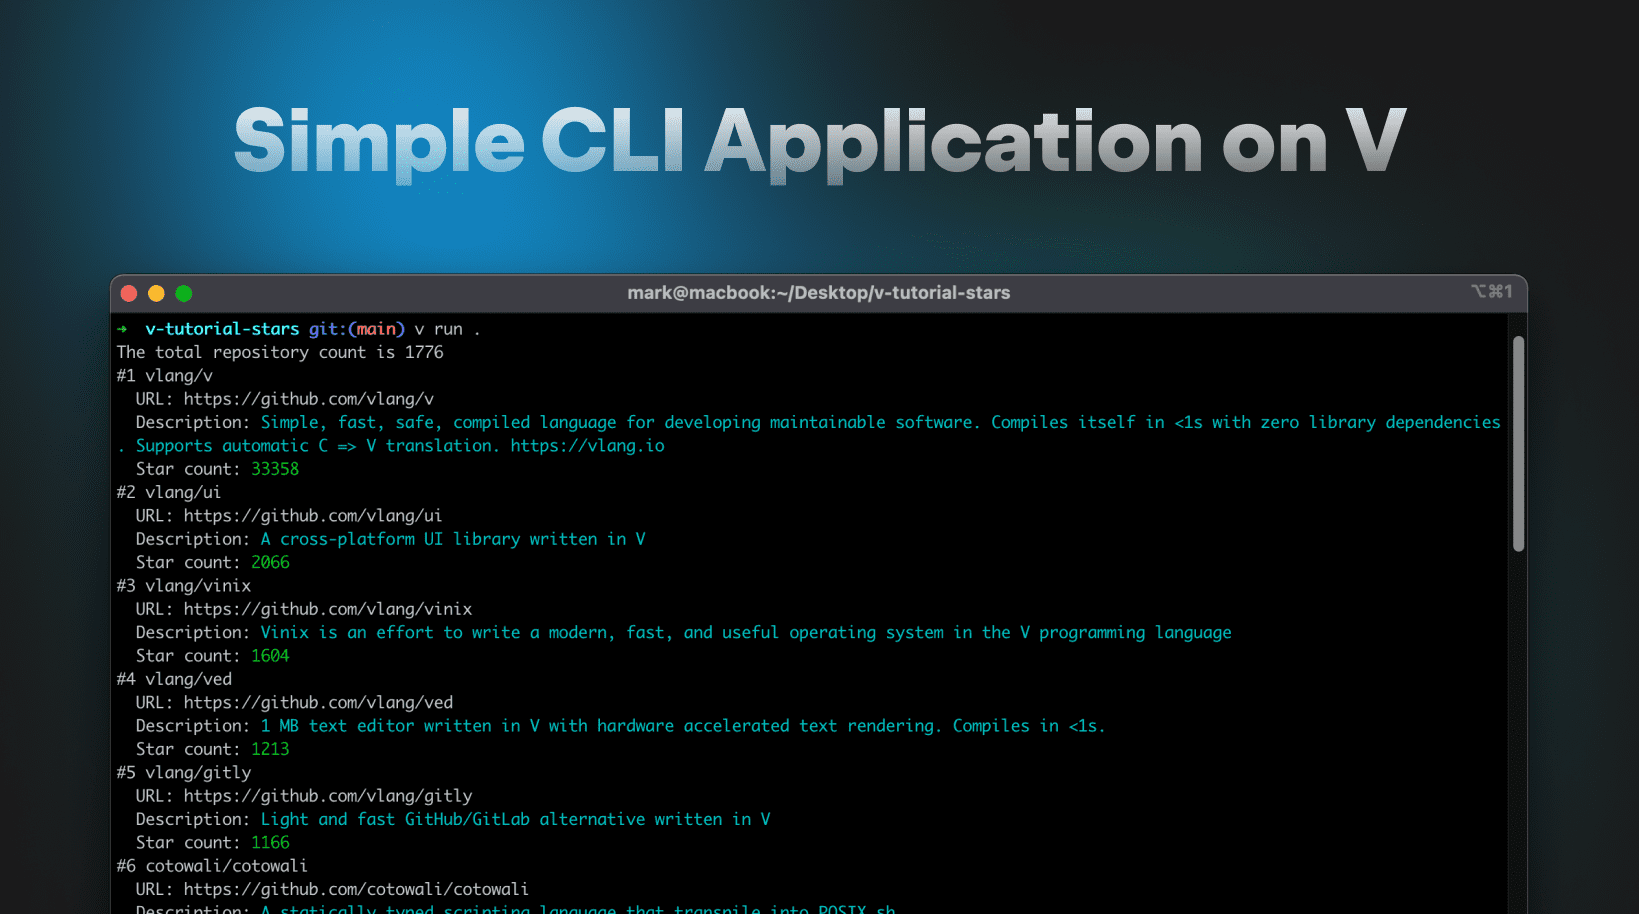 Simple CLI Application on V
mark@macbook:~/Desktop/v-tutorial-stars
⌥⌘1
➜  v-tutorial-stars git:(main) v run .
The total repository count is 1776
#1 vlang/v
  URL: https://github.com/vlang/v
  Description: Simple, fast, safe, compiled language for developing maintainable software. Compiles itself in <1s with zero library dependencies
. Supports automatic C => V translation. https://vlang.io
  Star count: 33358
#2 vlang/ui
  URL: https://github.com/vlang/ui
  Description: A cross-platform UI library written in V
  Star count: 2066
#3 vlang/vinix
  URL: https://github.com/vlang/vinix
  Description: Vinix is an effort to write a modern, fast, and useful operating system in the V programming language
  Star count: 1604
#4 vlang/ved
  URL: https://github.com/vlang/ved
  Description: 1 MB text editor written in V with hardware accelerated text rendering. Compiles in <1s.
  Star count: 1213
#5 vlang/gitly
  URL: https://github.com/vlang/gitly
  Description: Light and fast GitHub/GitLab alternative written in V
  Star count: 1166
#6 cotowali/cotowali
  URL: https://github.com/cotowali/cotowali
  Description: A statically typed scripting language that transpile into POSIX sh